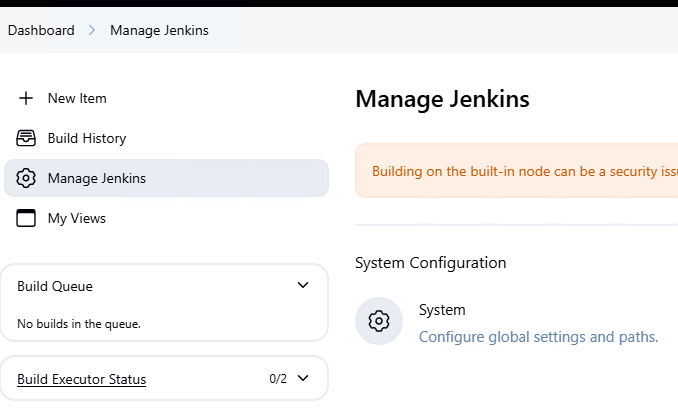 Dashboard > Manage Jenkins
New Item
Build History
Manage Jenkins
My Views
Build Queue
No builds in the queue.
Build Executor Status 0/2
Manage Jenkins
Building on the built-in node can be a security
System Configuration
System
Configure global settings and paths.